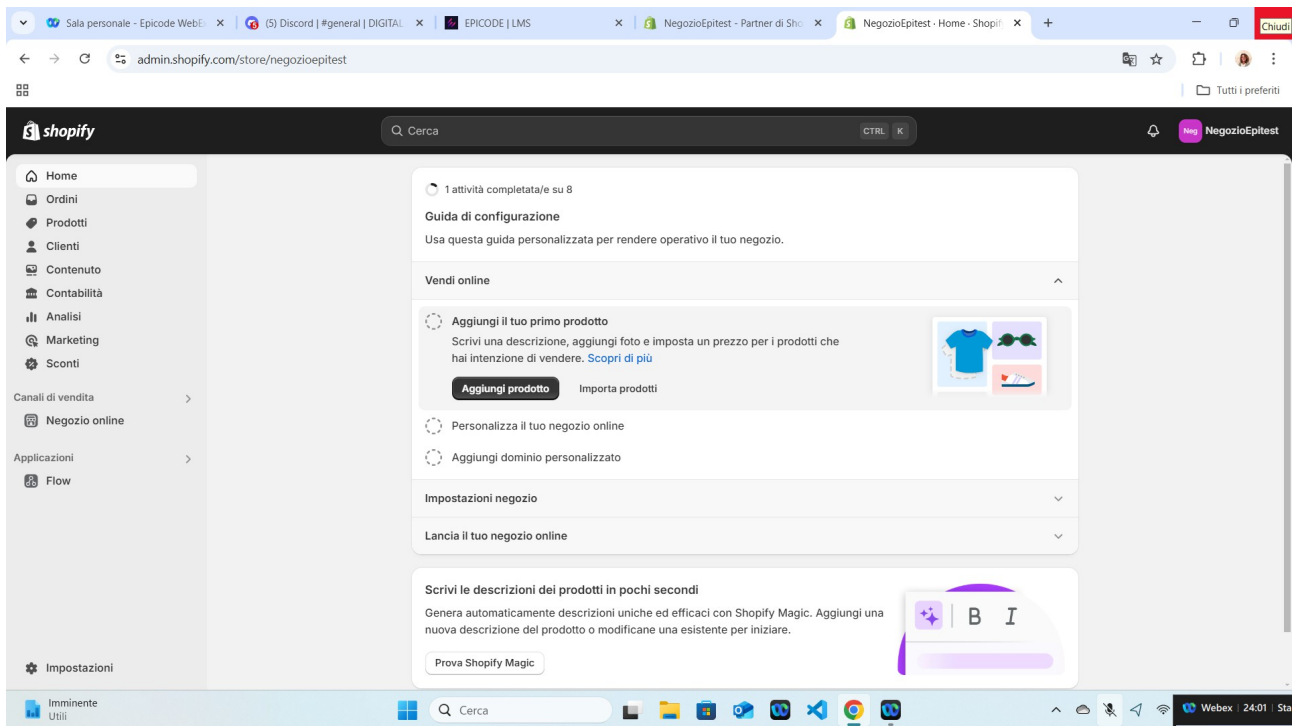 Sala personale - Epicode WebE
(5) Discord | #general | DIGITAL
EPICODE | LMS
NegozioEpitest - Partner di Sho
NegozioEpitest · Home · Shopif
Chiudi
admin.shopify.com/store/negozioepitest
Tutti i preferiti
shopify
Cerca
CTRL K
Neg
NegozioEpitest
Home
Ordini
Prodotti
Clienti
Contenuto
Contabilità
Analisi
Marketing
Sconti
Canali di vendita
Negozio online
Applicazioni
Flow
Impostazioni
1 attività completata/e su 8
Guida di configurazione
Usa questa guida personalizzata per rendere operativo il tuo negozio.
Vendi online
Aggiungi il tuo primo prodotto
Scrivi una descrizione, aggiungi foto e imposta un prezzo per i prodotti che
hai intenzione di vendere. Scopri di più
Aggiungi prodotto
Importa prodotti
Personalizza il tuo negozio online
Aggiungi dominio personalizzato
Impostazioni negozio
Lancia il tuo negozio online
Scrivi le descrizioni dei prodotti in pochi secondi
Genera automaticamente descrizioni uniche ed efficaci con Shopify Magic. Aggiungi una
nuova descrizione del prodotto o modificane una esistente per iniziare.
Prova Shopify Magic
B I
Imminente
Utili
Cerca
Webex | 24:01 | Sta